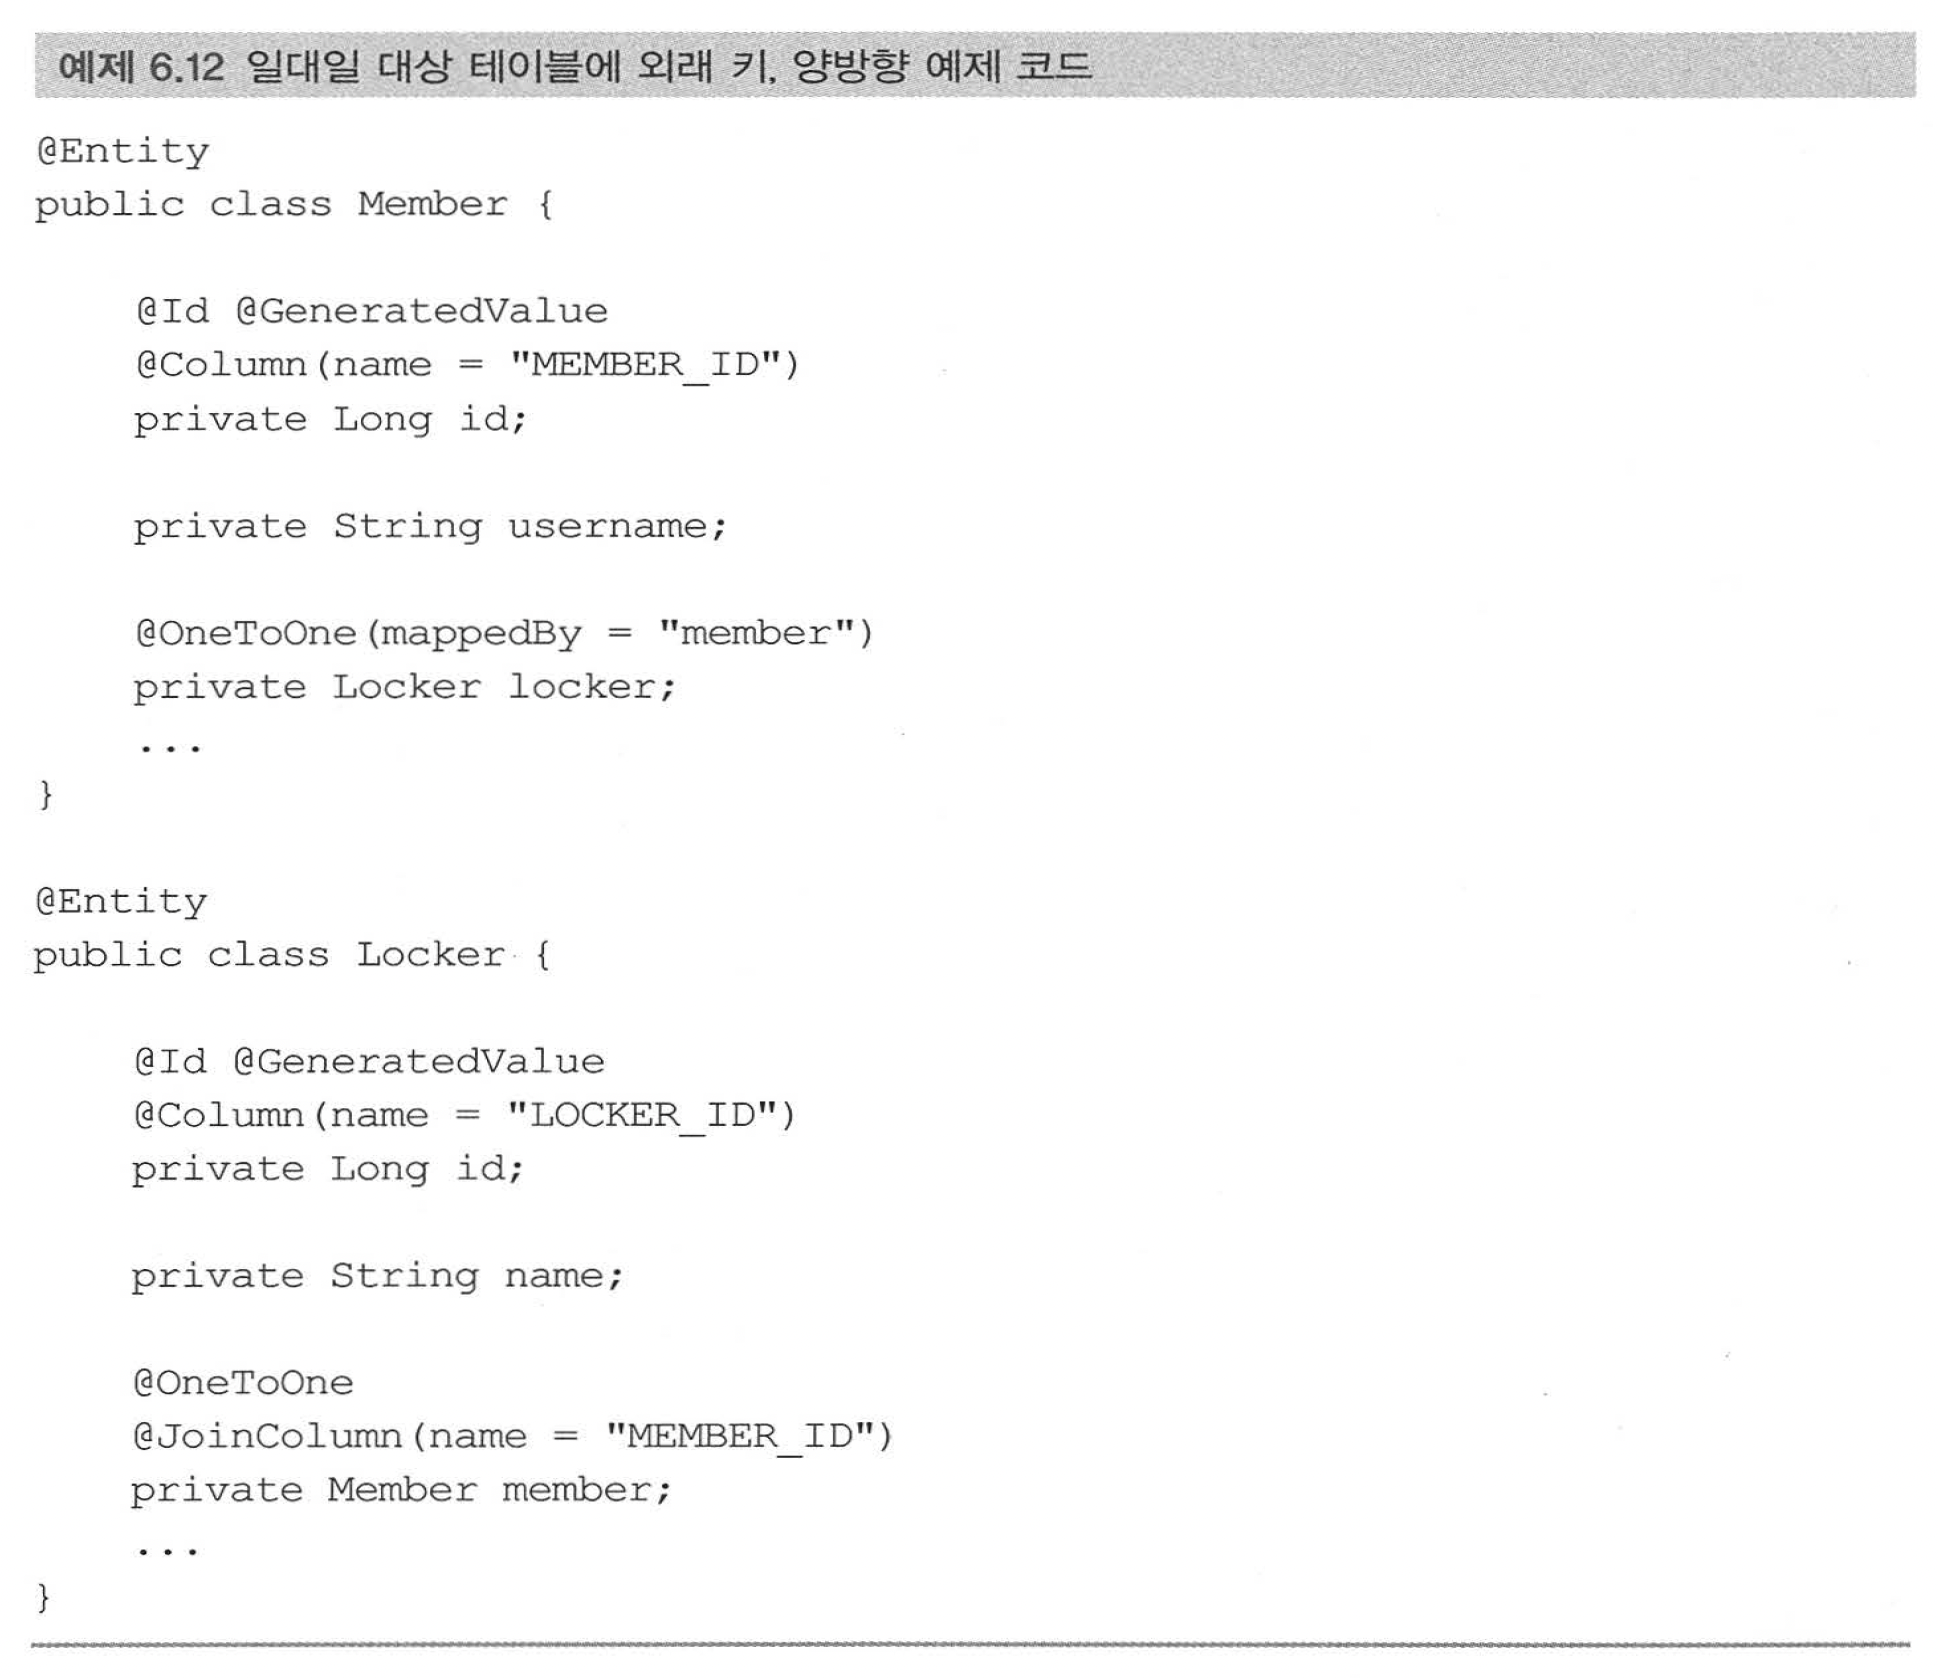 예제 6.12 일대일 대상 테이블에 외래 키, 양방향 예제 코드
@Entity
public class Member {
@Id @GeneratedValue
@Column(name = "MEMBER_ID")
private Long id;
private String username;
@OneToOne(mappedBy = "member")
private Locker locker;
...
}
@Entity
public class Locker {
@Id @GeneratedValue
@Column(name = "LOCKER_ID")
private Long id;
private String name;
@OneToOne
@JoinColumn(name = "MEMBER_ID")
private Member member;
...
}